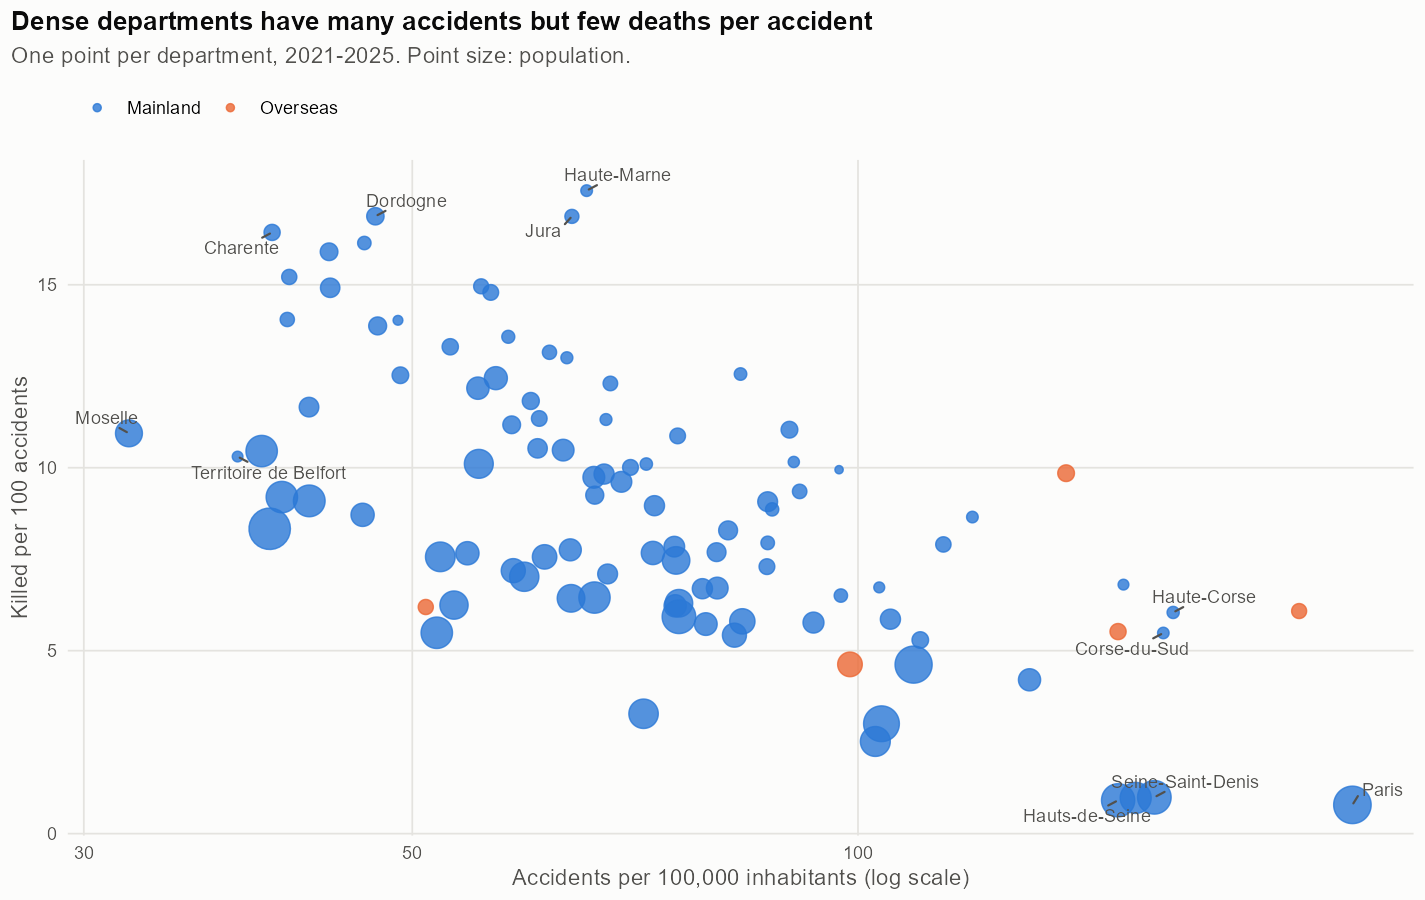 Dense departments have many accidents but few deaths per accident
One point per department, 2021-2025. Point size: population.
Mainland
Overseas
Haute-Marne
Dordogne
Jura
Charente
15
Killed per 100 accidents
Moselle
10
Territoire de Belfort
Haute-Corse
5
Corse-du-Sud
Seine-Saint-Denis
Paris
Hauts-de-Seine
0
30
50
100
Accidents per 100,000 inhabitants (log scale)